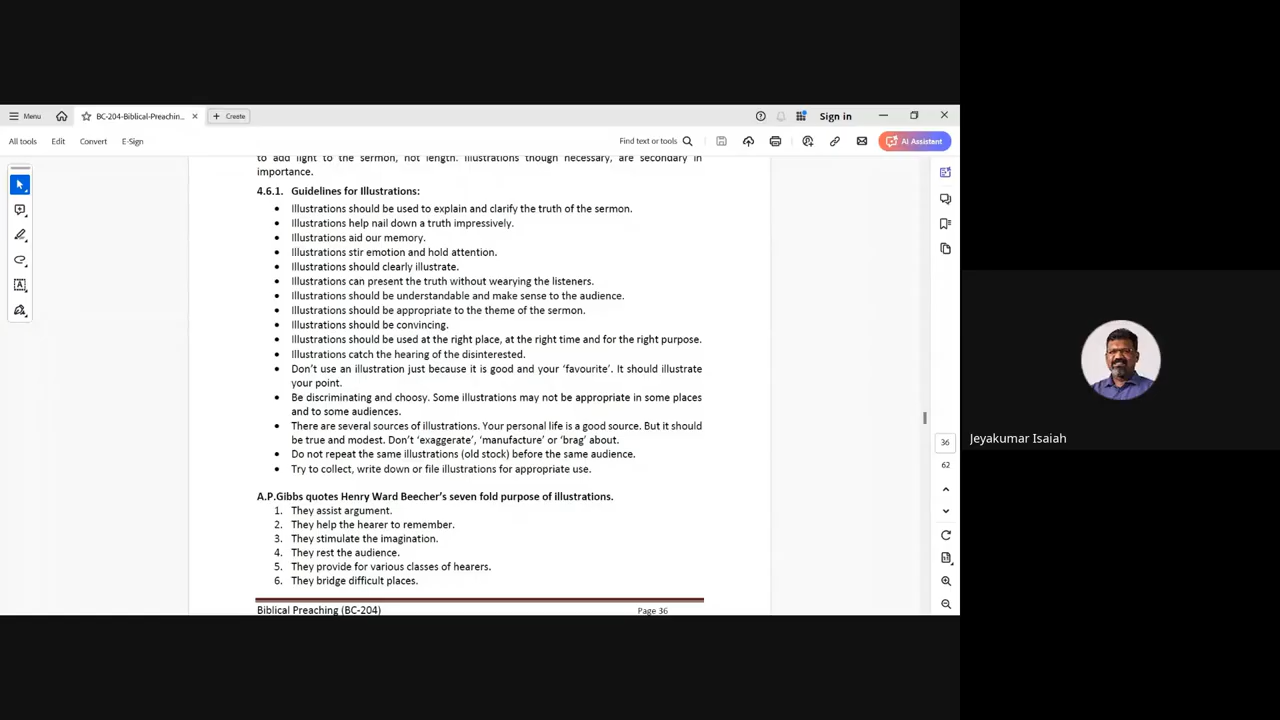 Menu
BC-204-Biblical-Preachin...
Create
Sign in
All tools
Edit
Convert
E-Sign
Find text or tools
AI Assistant
to add light to the sermon, not length. Illustrations though necessary, are secondary in
importance.
4.6.1. Guidelines for Illustrations:
• Illustrations should be used to explain and clarify the truth of the sermon.
• Illustrations help nail down a truth impressively.
• Illustrations aid our memory.
• Illustrations stir emotion and hold attention.
• Illustrations should clearly illustrate.
• Illustrations can present the truth without wearying the listeners.
• Illustrations should be understandable and make sense to the audience.
• Illustrations should be appropriate to the theme of the sermon.
• Illustrations should be convincing.
• Illustrations should be used at the right place, at the right time and for the right purpose.
• Illustrations catch the hearing of the disinterested.
• Don't use an illustration just because it is good and your 'favourite'. It should illustrate
your point.
• Be discriminating and choosy. Some illustrations may not be appropriate in some places
and to some audiences.
• There are several sources of illustrations. Your personal life is a good source. But it should
be true and modest. Don't 'exaggerate', 'manufacture' or 'brag' about.
• Do not repeat the same illustrations (old stock) before the same audience.
• Try to collect, write down or file illustrations for appropriate use.
A.P.Gibbs quotes Henry Ward Beecher's seven fold purpose of illustrations.
1. They assist argument.
2. They help the hearer to remember.
3. They stimulate the imagination.
4. They rest the audience.
5. They provide for various classes of hearers.
6. They bridge difficult places.
Biblical Preaching (BC-204)
Page 36
36
62
Jeyakumar Isaiah